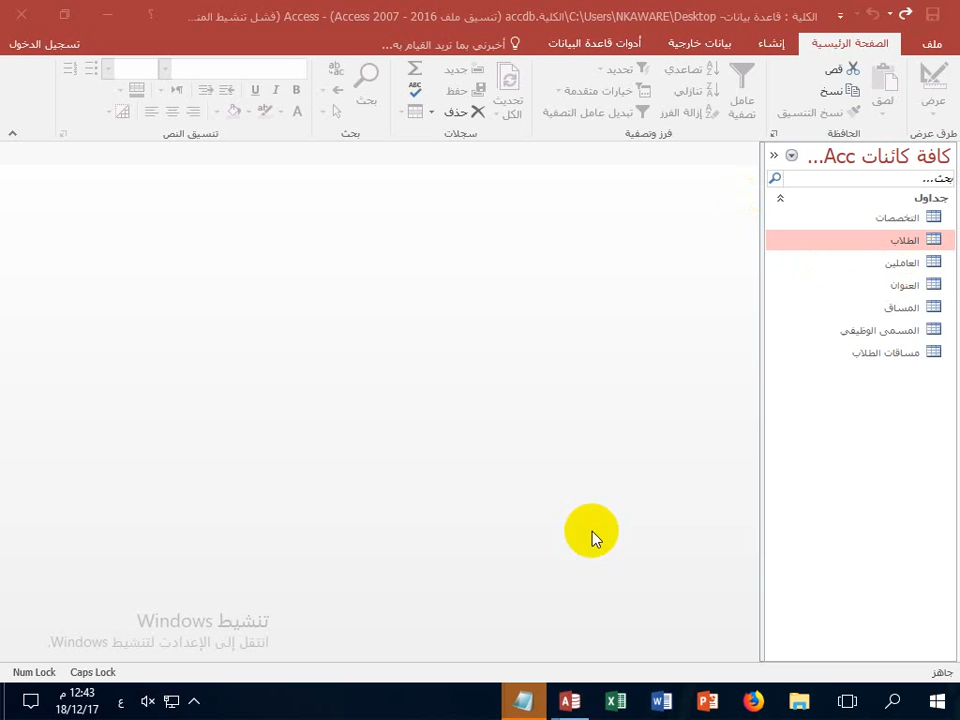 الكلية : قاعدة بيانات- C:\Users\NKAWARE\Desktop\الكلية.accdb (تنسيق ملف Access 2007 - 2016) - Access (فشل تنشيط المنـ...
ملف
الصفحة الرئيسية
إنشاء
بيانات خارجية
أدوات قاعدة البيانات
أخبرني بما تريد القيام به...
تسجيل الدخول
عرض
طرق عرض
لصق
قص
نسخ
نسخ التنسيق
الحافظة
عامل تصفية
تصاعدي
تنازلي
إزالة الفرز
تحديد
خيارات متقدمة
تبديل عامل التصفية
فرز وتصفية
تحديث الكل
جديد
حفظ
حذف
سجلات
بحث
بحث
تنسيق النص
كافة كائنات Acc...
بحث...
جداول
التخصصات
الطلاب
العاملين
العنوان
المساق
المسمى الوظيفي
مساقات الطلاب
تنشيط Windows
انتقل إلى الإعدادت لتنشيط Windows.
جاهز
Num Lock
Caps Lock
12:43 م
18/12/17
ع